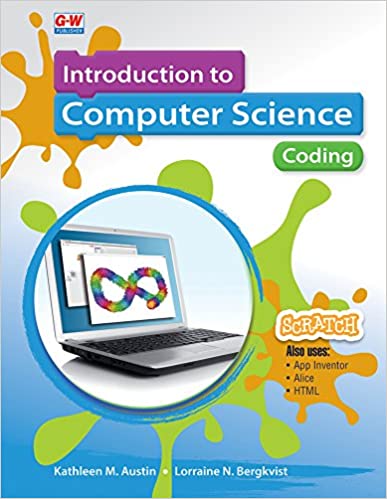 G-W
PUBLISHER
Introduction to
Computer Science
Coding
SCRATCH
Also uses:
▪ App Inventor
▪ Alice
▪ HTML
Kathleen M. Austin ▪ Lorraine N. Bergkvist